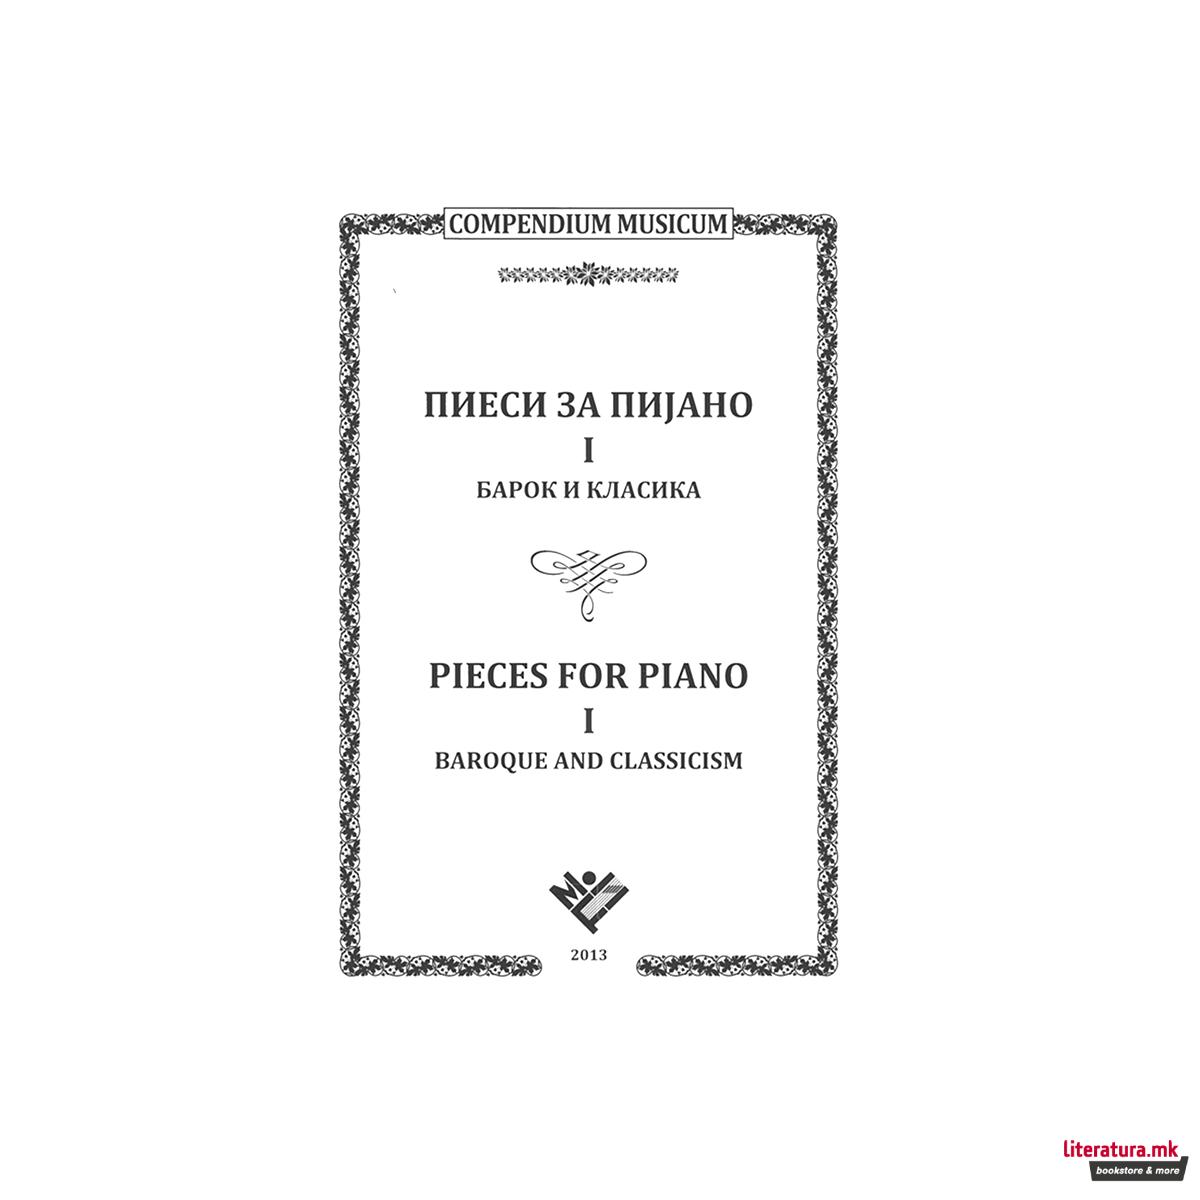 COMPENDIUM MUSICUM
ПИЕСИ ЗА ПИЈАНО
I
БАРОК И КЛАСИКА
PIECES FOR PIANO
I
BAROQUE AND CLASSICISM
2013
literatura.mk
bookstore & more